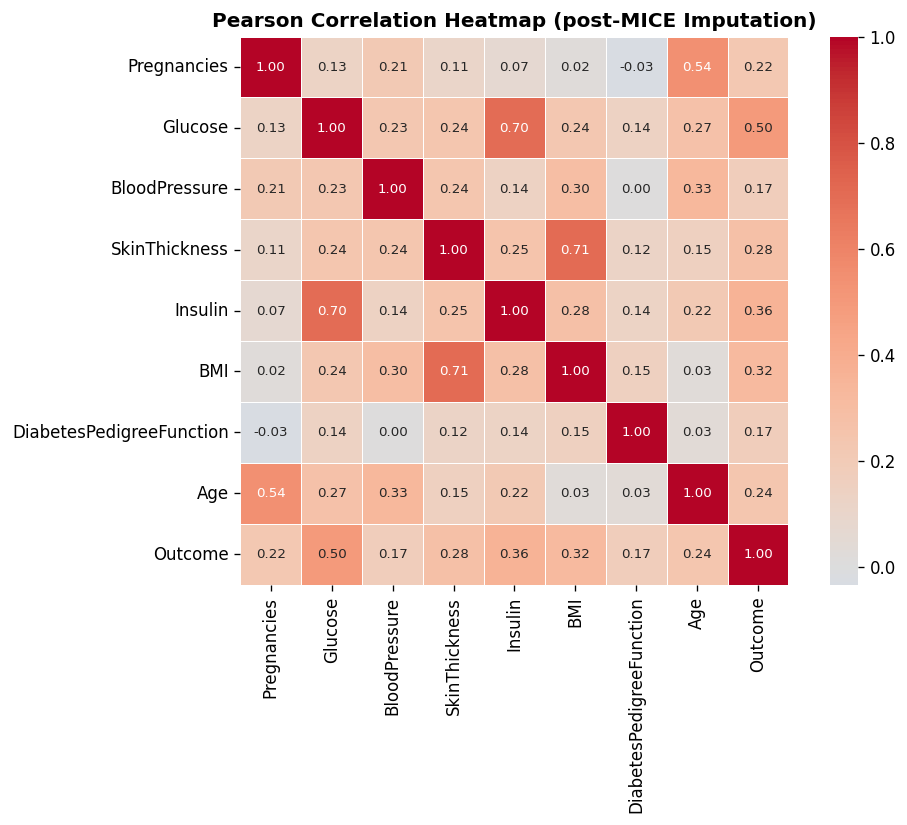 Pearson Correlation Heatmap (post-MICE Imputation)
Pregnancies 1.00 0.13 0.21 0.11 0.07 0.02 -0.03 0.54 0.22
Glucose 0.13 1.00 0.23 0.24 0.70 0.24 0.14 0.27 0.50
BloodPressure 0.21 0.23 1.00 0.24 0.14 0.30 0.00 0.33 0.17
SkinThickness 0.11 0.24 0.24 1.00 0.25 0.71 0.12 0.15 0.28
Insulin 0.07 0.70 0.14 0.25 1.00 0.28 0.14 0.22 0.36
BMI 0.02 0.24 0.30 0.71 0.28 1.00 0.15 0.03 0.32
DiabetesPedigreeFunction -0.03 0.14 0.00 0.12 0.14 0.15 1.00 0.03 0.17
Age 0.54 0.27 0.33 0.15 0.22 0.03 0.03 1.00 0.24
Outcome 0.22 0.50 0.17 0.28 0.36 0.32 0.17 0.24 1.00
Pregnancies
Glucose
BloodPressure
SkinThickness
Insulin
BMI
DiabetesPedigreeFunction
Age
Outcome
1.0
0.8
0.6
0.4
0.2
0.0